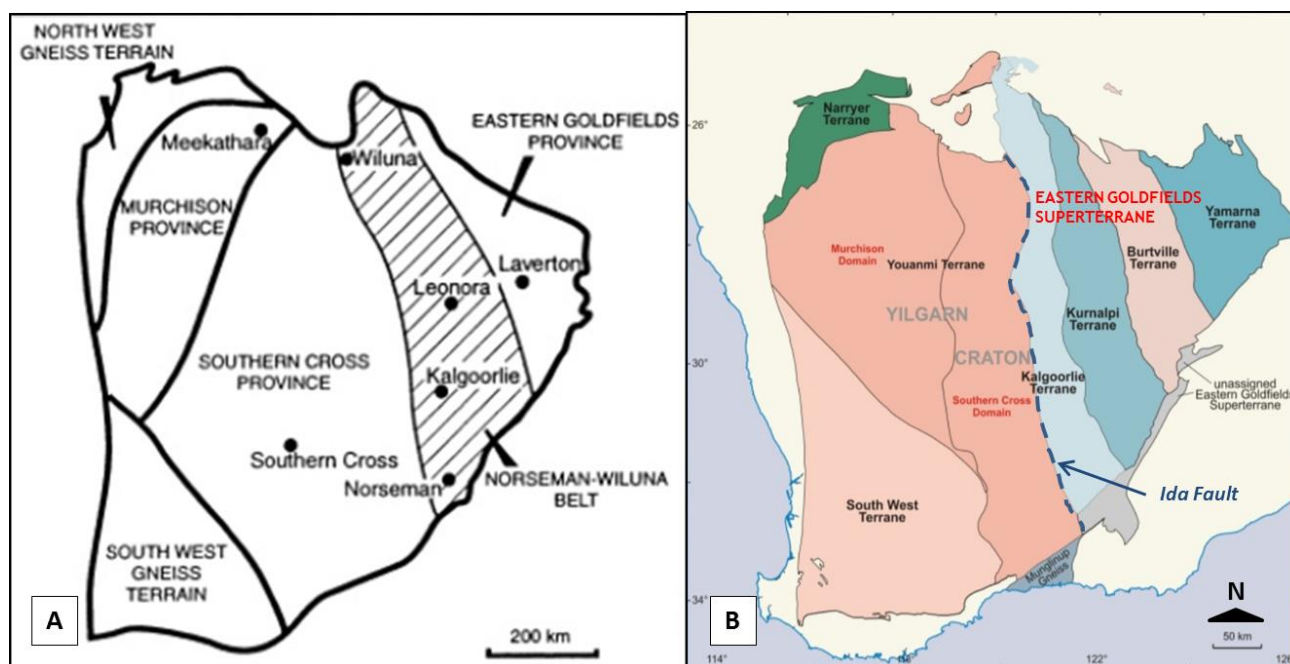 NORTH WEST
GNEISS TERRAIN
Meekathara
MURCHISON
PROVINCE
Wiluna
EASTERN GOLDFIELDS
PROVINCE
Laverton
Leonora
SOUTHERN CROSS
PROVINCE
Kalgoorlie
Southern Cross
Norseman
NORSEMAN-WILUNA
BELT
SOUTH WEST
GNEISS
TERRAIN
A
200 km
26°
Narryer
Terrane
EASTERN GOLDFIELDS
SUPERTERRANE
Yamarna
Terrane
Burtville
Terrane
Murchison
Domain
Youanmi Terrane
YILGARN
CRATON
Kurnalpi
Terrane
30°
Kalgoorlie
Terrane
unassigned
Eastern Goldfields
Superterrane
Southern Cross
Domain
Ida Fault
South West
Terrane
Munglinup
Gneiss
34°
N
B
50 km
114°
118°
122°
126